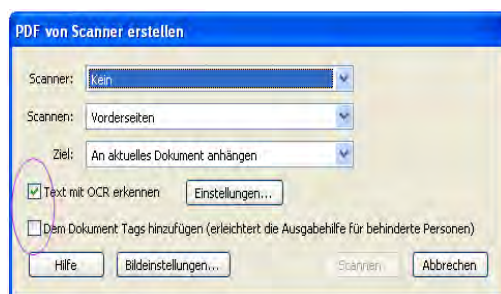 PDF von Scanner erstellen
Scanner: Kein
Scannen: Vorderseiten
Ziel: An aktuelles Dokument anhängen
Text mit OCR erkennen Einstellungen...
Dem Dokument Tags hinzufügen (erleichtert die Ausgabehilfe für behinderte Personen)
Hilfe Bildeinstellungen... Scannen Abbrechen